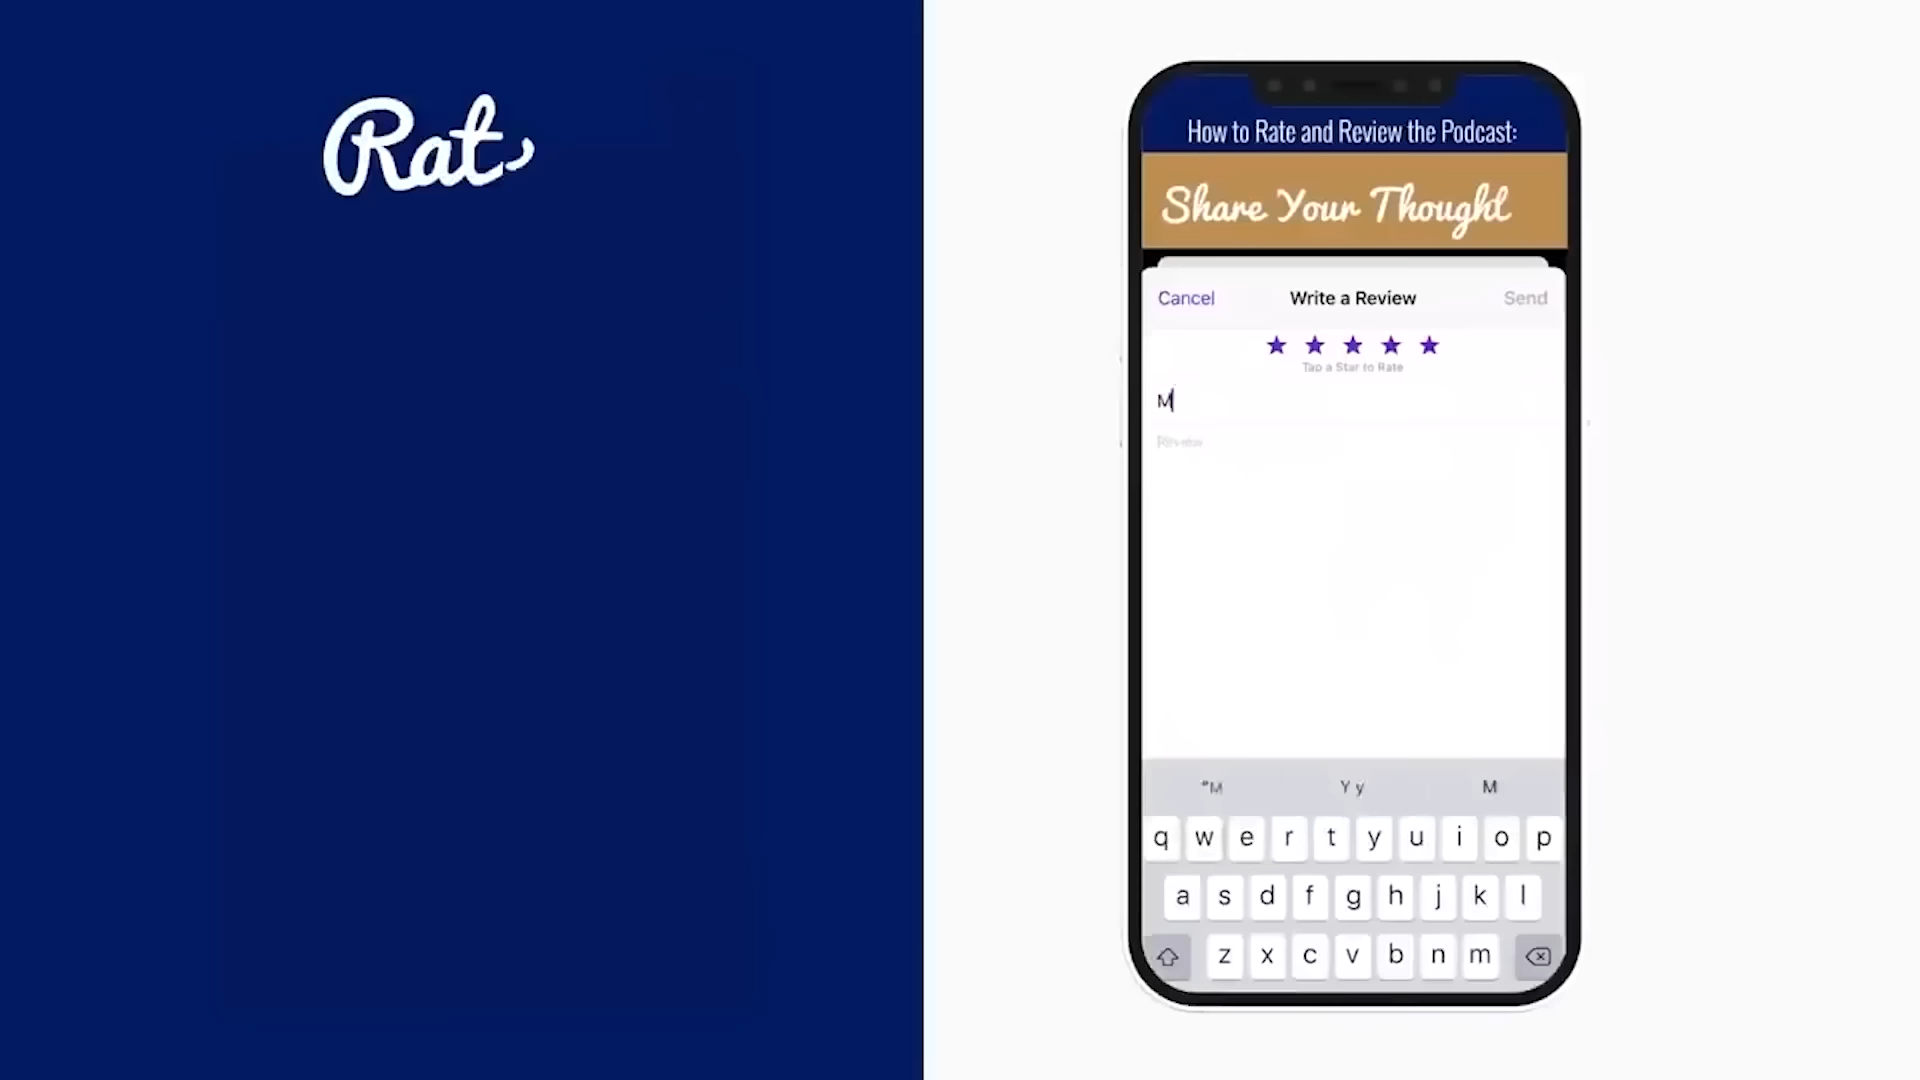 Rat
How to Rate and Review the Podcast:
Share Your Thought
Cancel Write a Review Send
Tap a Star to Rate
M
Review
“M Y y M
q w e r t y u i o p
a s d f g h j k l
z x c v b n m